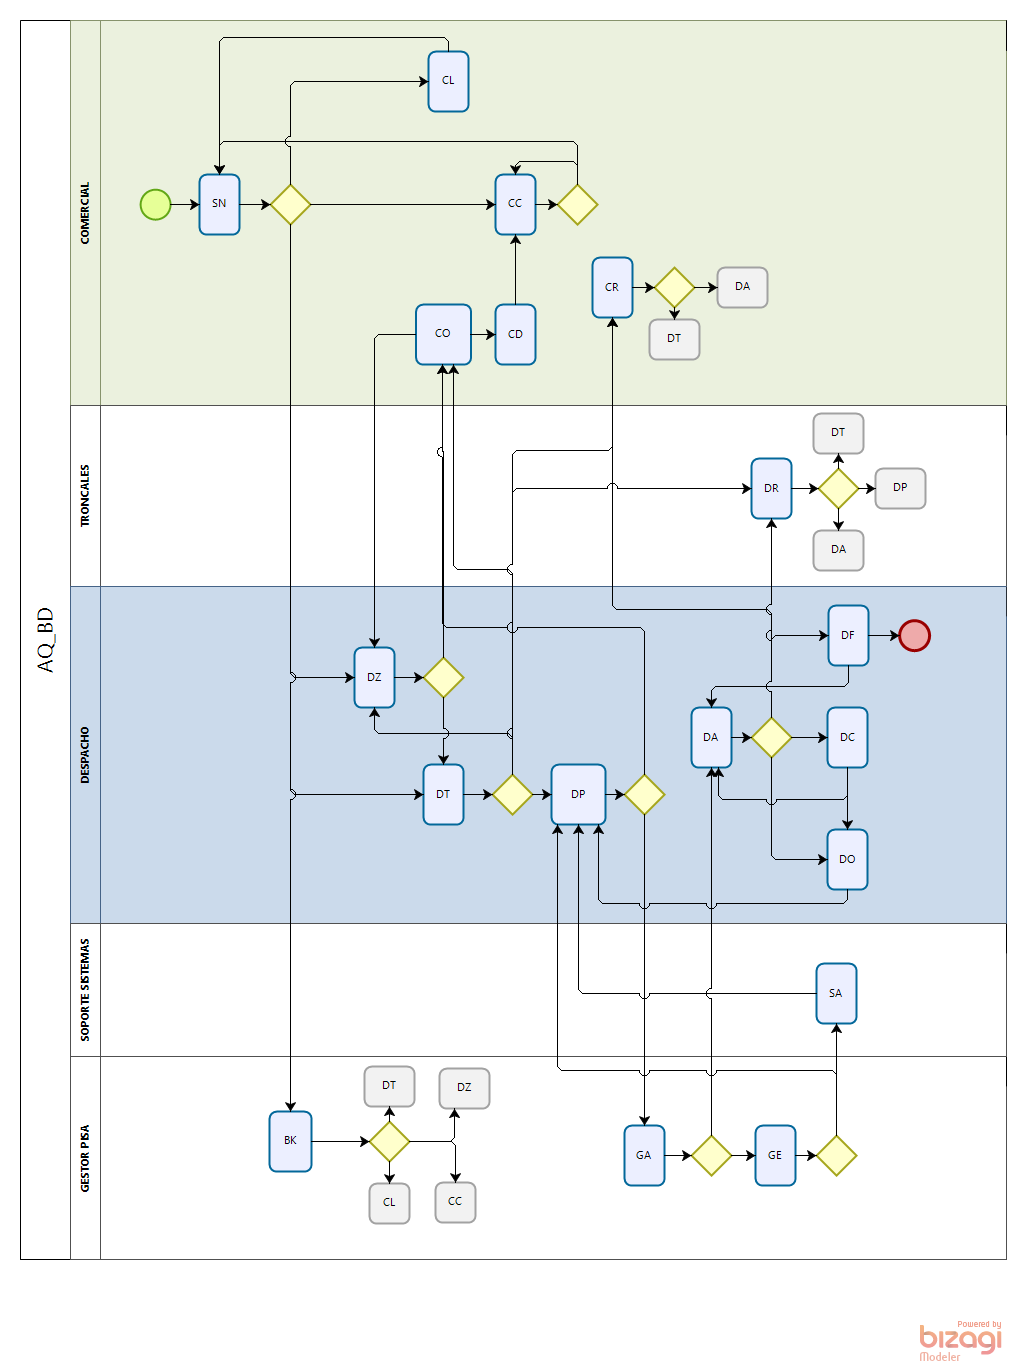 AQ_BD
COMERCIAL
CL
SN
CC
CR
DA
DT
CO
CD
TRONCALES
DT
DR
DP
DA
DESPACHO
DF
DZ
DA
DC
DT
DP
DO
SOPORTE SISTEMAS
SA
GESTOR PISA
DT
DZ
BK
GA
GE
CL
CC
Powered by
bizagi
Modeler